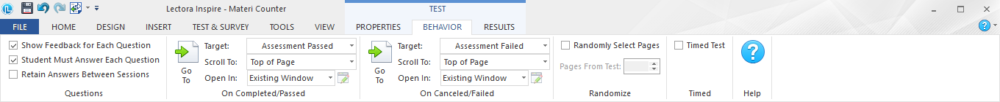 Lectora Inspire - Materi Counter
TEST
FILE HOME DESIGN INSERT TEST & SURVEY TOOLS VIEW PROPERTIES BEHAVIOR RESULTS
Show Feedback for Each Question
Student Must Answer Each Question
Retain Answers Between Sessions
Questions
Go
To
Target: Assessment Passed
Scroll To: Top of Page
Open In: Existing Window
On Completed/Passed
Go
To
Target: Assessment Failed
Scroll To: Top of Page
Open In: Existing Window
On Canceled/Failed
Randomly Select Pages
Pages From Test:
Randomize
Timed Test
Timed
Help